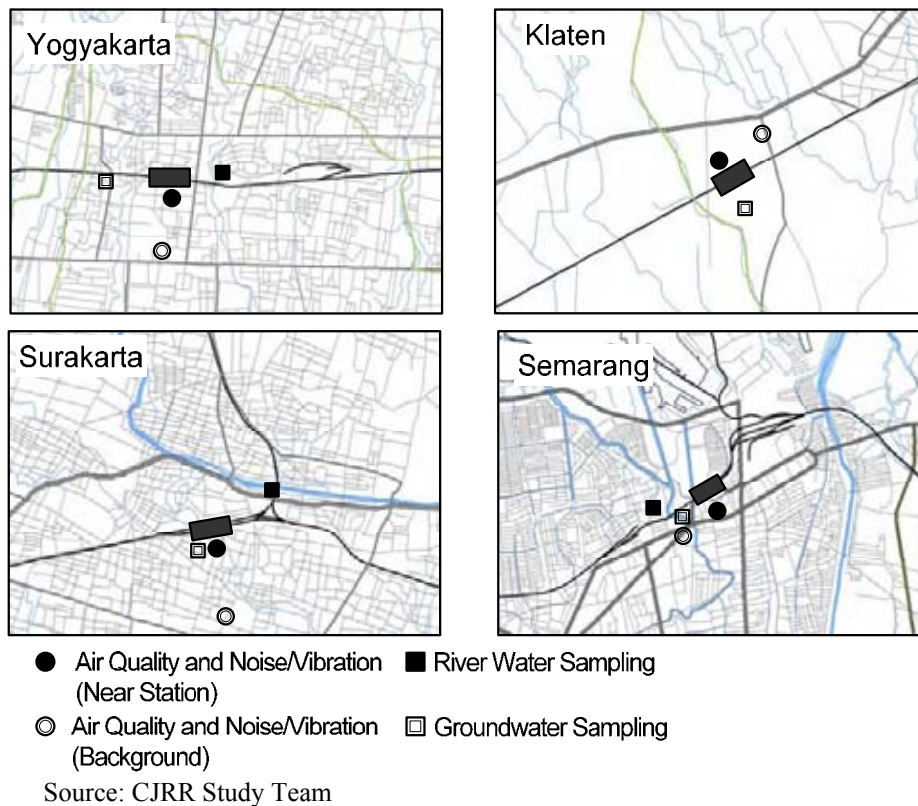 Yogyakarta
Klaten
Surakarta
Semarang
Air Quality and Noise/Vibration
(Near Station)
River Water Sampling
Air Quality and Noise/Vibration
(Background)
Groundwater Sampling
Source: CJRR Study Team